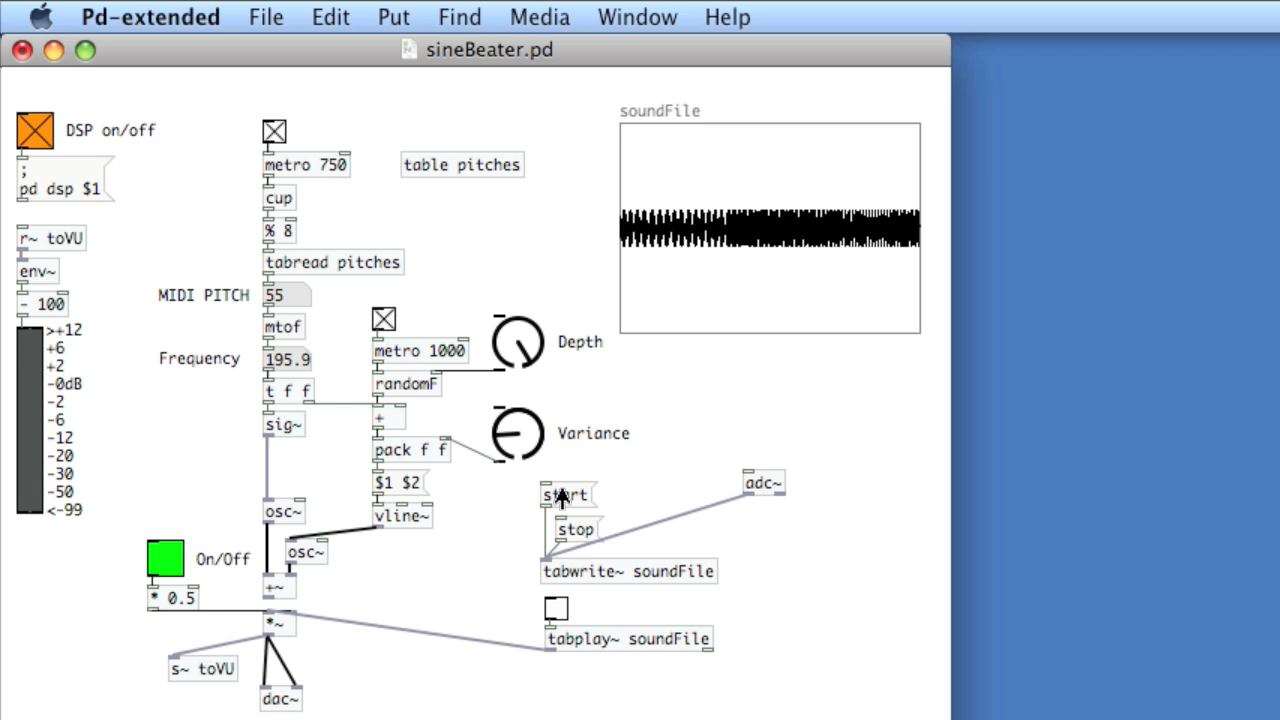 Pd-extended File Edit Put Find Media Window Help
sineBeater.pd
soundFile
DSP on/off
;
pd dsp $1
metro 750
table pitches
cup
% 8
r~ toVU
env~
- 100
tabread pitches
MIDI PITCH
55
mtof
Frequency
195.9
t f f
sig~
>+12
+6
+2
-0dB
-2
-6
-12
-20
-30
-50
<-99
metro 1000
randomF
+
pack f f
$1 $2
vline~
Depth
Variance
start
stop
adc~
tabwrite~ soundFile
osc~
osc~
+~
On/Off
* 0.5
*~
tabplay~ soundFile
s~ toVU
dac~